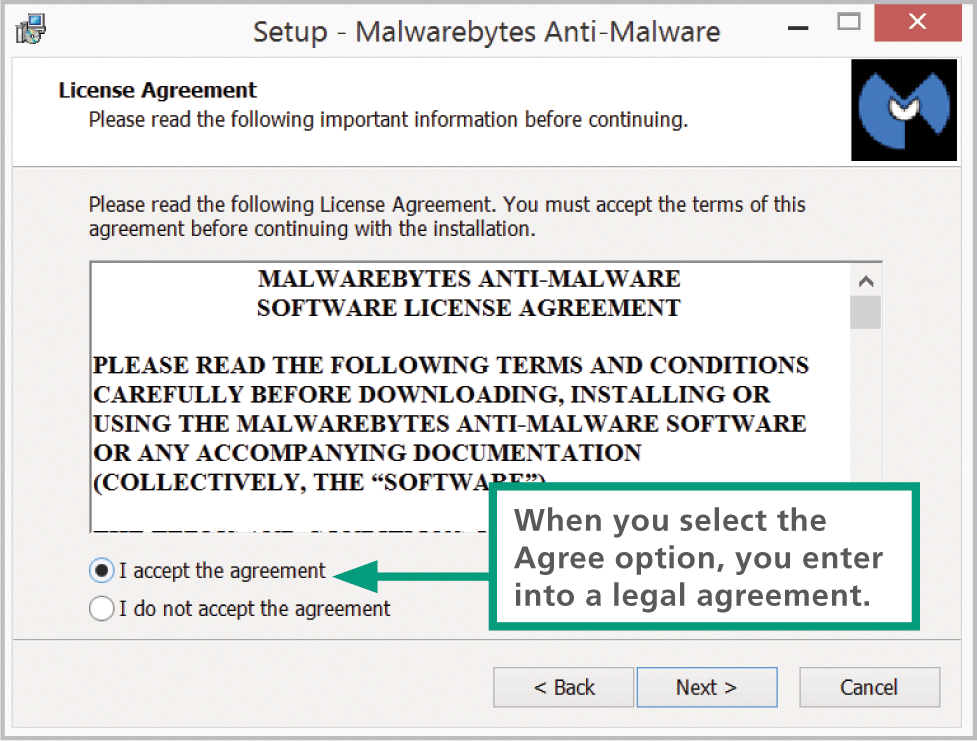 Setup - Malwarebytes Anti-Malware
License Agreement
Please read the following important information before continuing.
Please read the following License Agreement. You must accept the terms of this
agreement before continuing with the installation.
MALWAREBYTES ANTI-MALWARE
SOFTWARE LICENSE AGREEMENT
PLEASE READ THE FOLLOWING TERMS AND CONDITIONS
CAREFULLY BEFORE DOWNLOADING, INSTALLING OR
USING THE MALWAREBYTES ANTI-MALWARE SOFTWARE
OR ANY ACCOMPANYING DOCUMENTATION
(COLLECTIVELY, THE “SOFTWARE”)
When you select the
Agree option, you enter
into a legal agreement.
I accept the agreement
I do not accept the agreement
< Back
Next >
Cancel